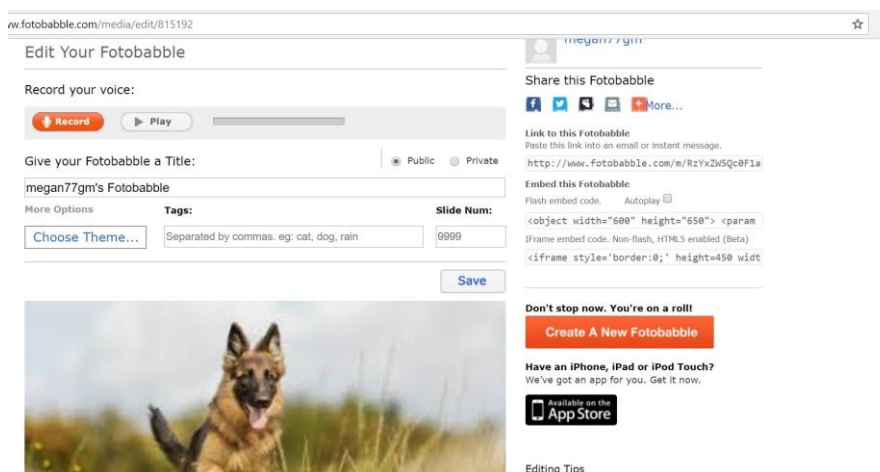 ww.fotobabble.com/media/edit/815192
Edit Your Fotobabble
Record your voice:
Record
Play
Give your Fotobabble a Title:
Public
Private
megan77gm's Fotobabble
More Options
Tags:
Slide Num:
Choose Theme...
Separated by commas. eg: cat, dog, rain
9999
Save
megan77gm
Share this Fotobabble
More...
Link to this Fotobabble
Paste this link into an email or instant message.
http://www.fotobabble.com/m/RzYxZW5Qc0F1a
Embed this Fotobabble
Flash embed code. Autoplay
<object width="600" height="650"> <param
IFrame embed code. Non-flash, HTML5 enabled (Beta)
<iframe style='border:0;' height=450 widt
Don't stop now. You're on a roll!
Create A New Fotobabble
Have an iPhone, iPad or iPod Touch?
We've got an app for you. Get it now.
Available on the
App Store
Editing Tips